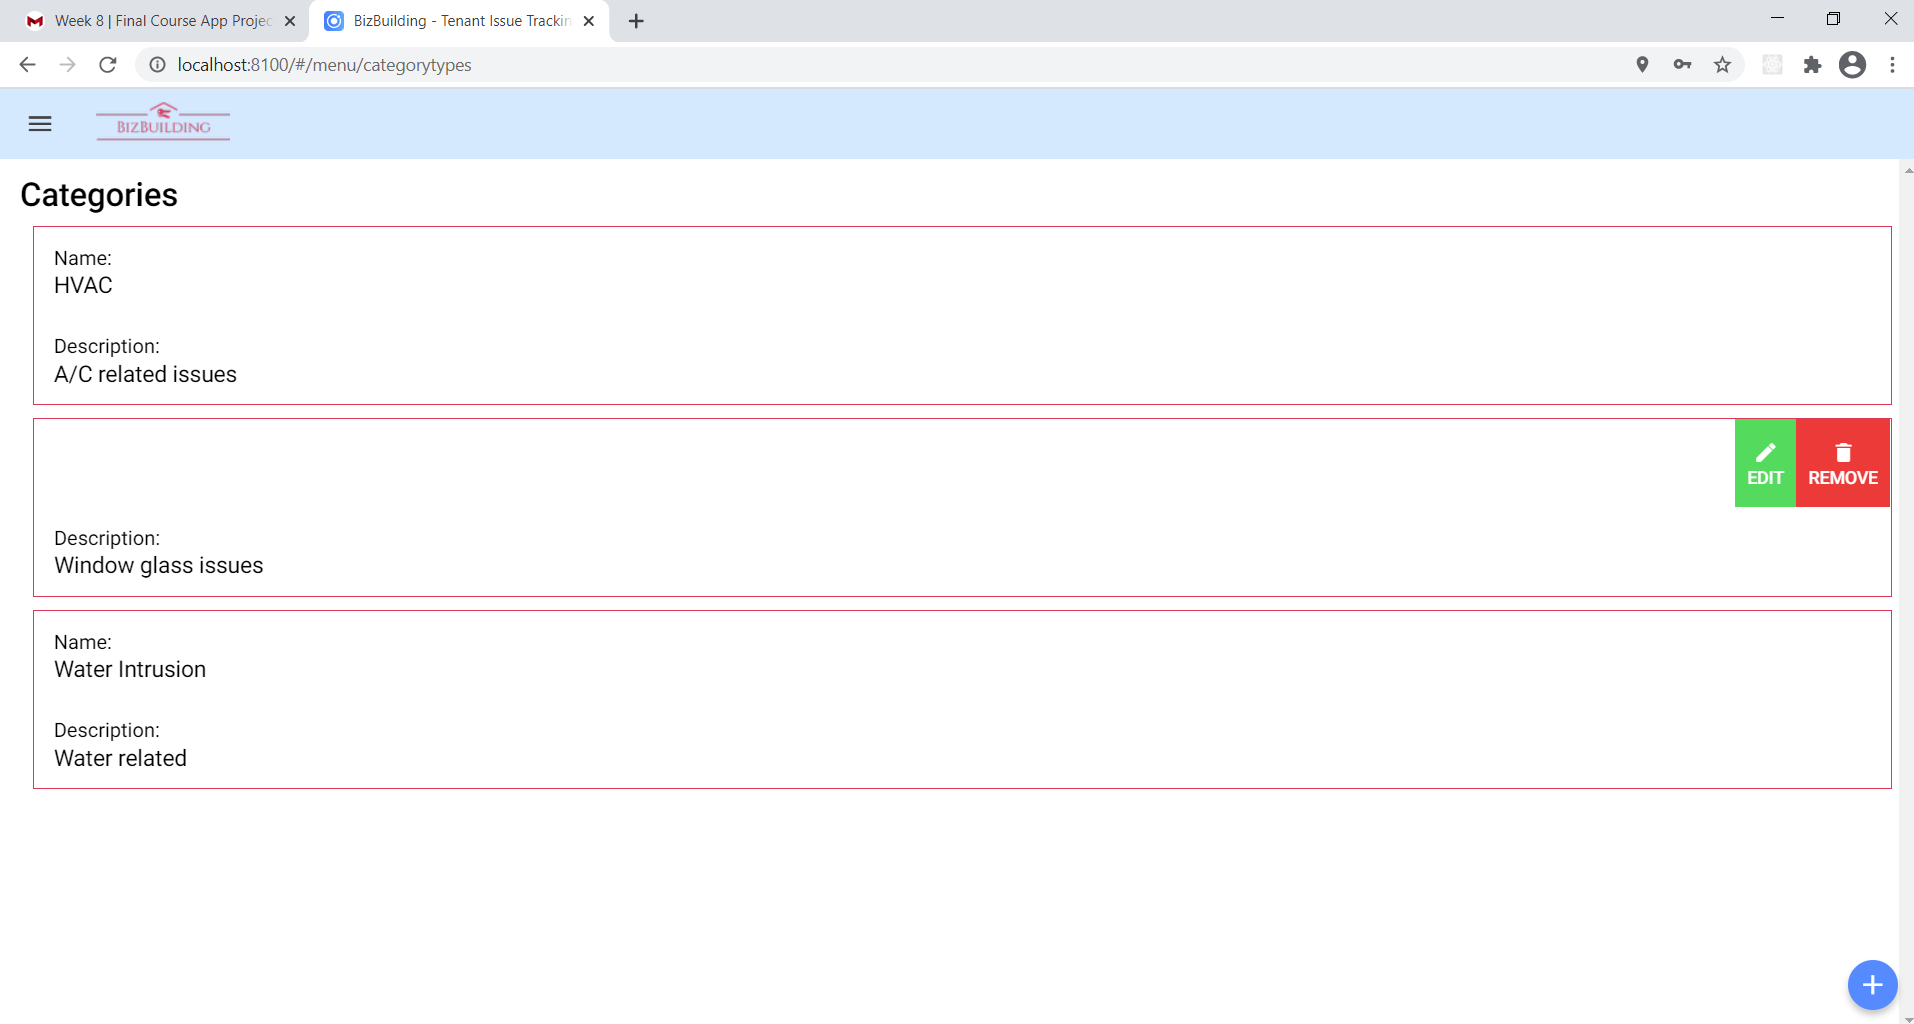 Week 8 | Final Course App Projec
BizBuilding - Tenant Issue Trackin
localhost:8100/#/menu/categorytypes
BIZBUILDING
Categories
Name:
HVAC
Description:
A/C related issues
EDIT
REMOVE
Description:
Window glass issues
Name:
Water Intrusion
Description:
Water related